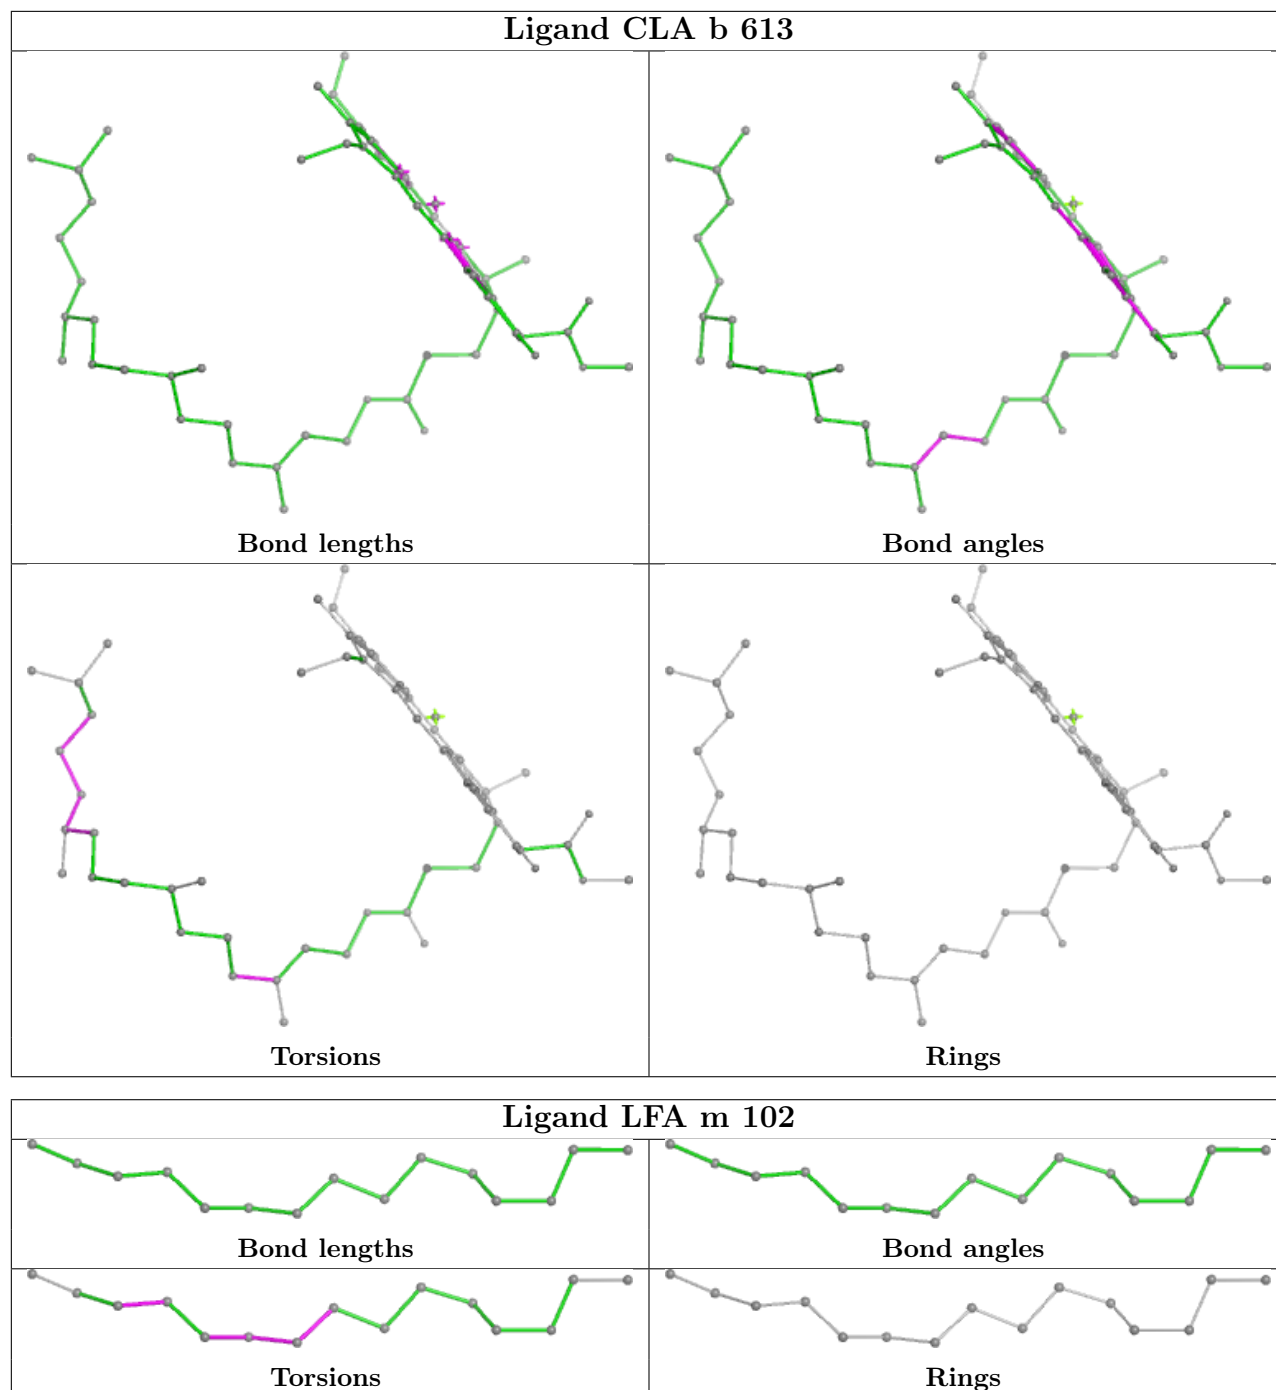 Ligand CLA b 613
Bond lengths
Bond angles
Torsions
Rings
Ligand LFA m 102
Bond lengths
Bond angles
Torsions
Rings